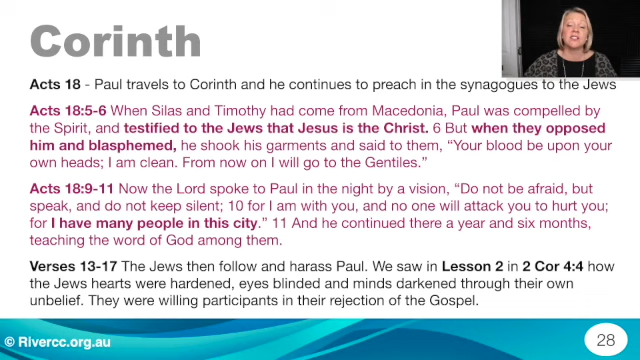 Corinth
Acts 18 - Paul travels to Corinth and he continues to preach in the synagogues to the Jews
Acts 18:5-6 When Silas and Timothy had come from Macedonia, Paul was compelled by
the Spirit, and testified to the Jews that Jesus is the Christ. 6 But when they opposed
him and blasphemed, he shook his garments and said to them, “Your blood be upon your
own heads; I am clean. From now on I will go to the Gentiles.”
Acts 18:9-11 Now the Lord spoke to Paul in the night by a vision, “Do not be afraid, but
speak, and do not keep silent; 10 for I am with you, and no one will attack you to hurt you;
for I have many people in this city.” 11 And he continued there a year and six months,
teaching the word of God among them.
Verses 13-17 The Jews then follow and harass Paul. We saw in Lesson 2 in 2 Cor 4:4 how
the Jews hearts were hardened, eyes blinded and minds darkened through their own
unbelief. They were willing participants in their rejection of the Gospel.
© Rivercc.org.au
28